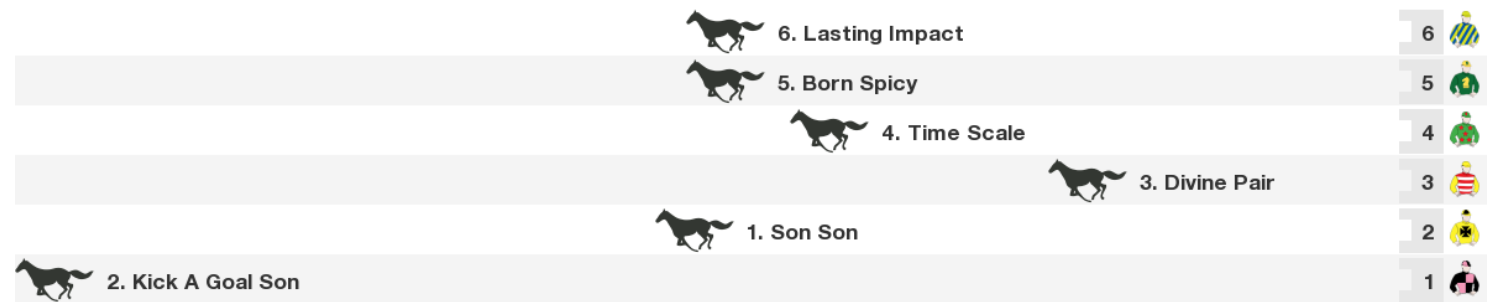 6. Lasting Impact 6
5. Born Spicy 5
4. Time Scale 4
3. Divine Pair 3
1. Son Son 2
2. Kick A Goal Son 1